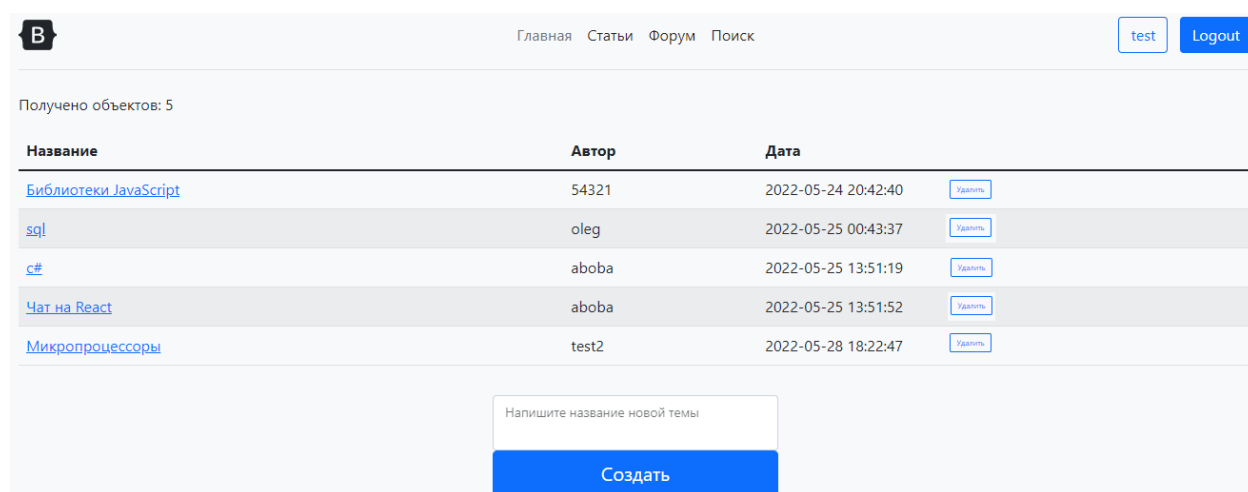 B Главная Статьи Форум Поиск test Logout
Получено объектов: 5
Название Автор Дата
Библиотеки JavaScript 54321 2022-05-24 20:42:40 Удалить
sql oleg 2022-05-25 00:43:37 Удалить
c# aboba 2022-05-25 13:51:19 Удалить
Чат на React aboba 2022-05-25 13:51:52 Удалить
Микропроцессоры test2 2022-05-28 18:22:47 Удалить
Напишите название новой темы
Создать